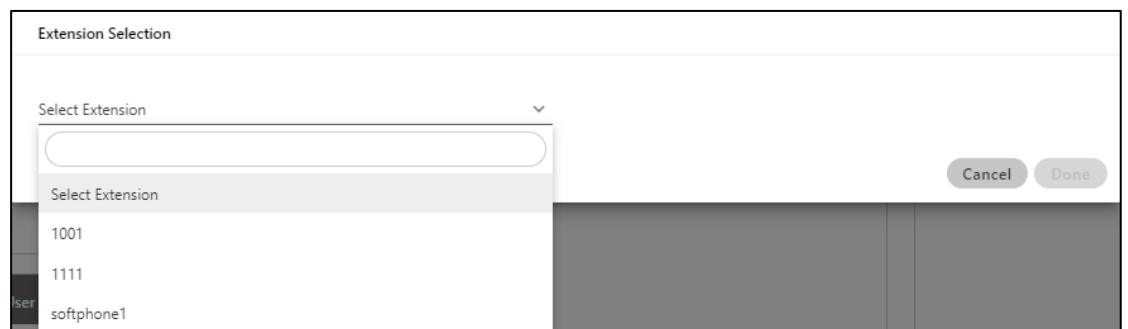 Extension Selection
Select Extension
Cancel Done
Select Extension
1001
1111
softphone1